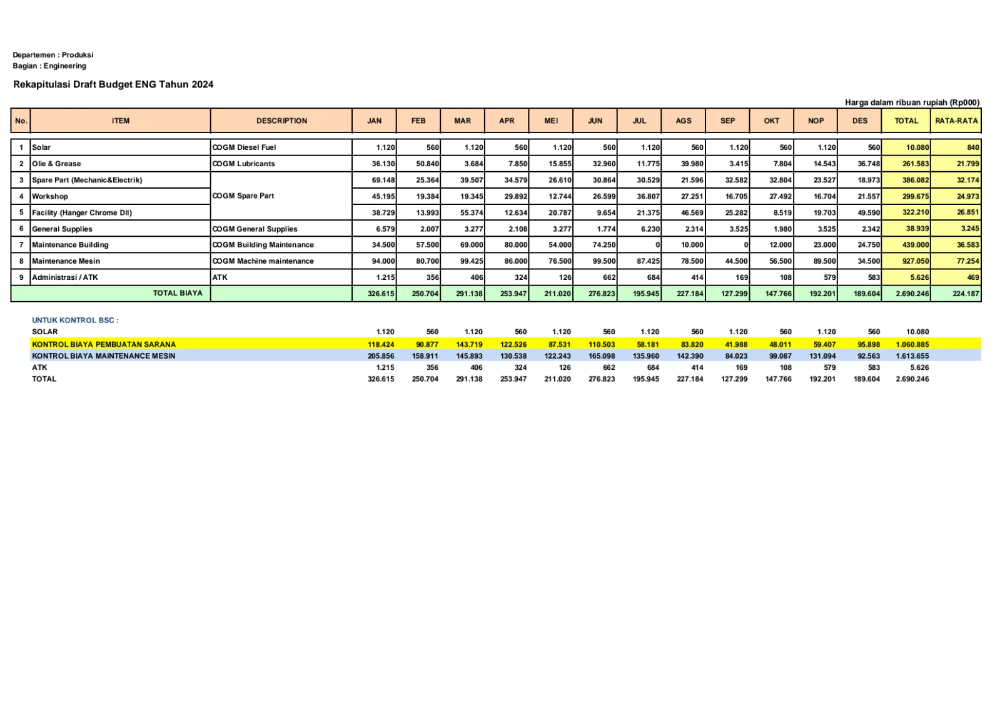 Departemen : Produksi
Bagian : Engineering
Rekapitulasi Draft Budget ENG Tahun 2024
Harga dalam ribuan rupiah (Rp000)
No. ITEM DESCRIPTION JAN FEB MAR APR MEI JUN JUL AGS SEP OKT NOP DES TOTAL RATA-RATA
1 Solar COGM Diesel Fuel 1.120 560 1.120 560 1.120 560 1.120 560 1.120 560 1.120 560 10.080 840
2 Olie & Grease COGM Lubricants 36.130 50.840 3.684 7.850 15.855 32.960 11.775 39.980 3.415 7.804 14.543 36.748 261.583 21.799
3 Spare Part (Mechanic&Electrik) 69.148 25.364 39.507 34.579 26.610 30.864 30.529 21.596 32.582 32.804 23.527 18.973 386.082 32.174
4 Workshop COGM Spare Part 45.195 19.384 19.345 29.892 12.744 26.599 36.807 27.251 16.705 27.492 16.704 21.557 299.675 24.973
5 Facility (Hanger Chrome Dll) 38.729 13.993 55.374 12.634 20.787 9.654 21.375 46.569 25.282 8.519 19.703 49.590 322.210 26.851
6 General Supplies COGM General Supplies 6.579 2.007 3.277 2.108 3.277 1.774 6.230 2.314 3.525 1.980 3.525 2.342 38.939 3.245
7 Maintenance Building COGM Building Maintenance 34.500 57.500 69.000 80.000 54.000 74.250 0 10.000 0 12.000 23.000 24.750 439.000 36.583
8 Maintenance Mesin COGM Machine maintenance 94.000 80.700 99.425 86.000 76.500 99.500 87.425 78.500 44.500 56.500 89.500 34.500 927.050 77.254
9 Administrasi / ATK ATK 1.215 356 406 324 126 662 684 414 169 108 579 583 5.626 469
TOTAL BIAYA 326.615 250.704 291.138 253.947 211.020 276.823 195.945 227.184 127.299 147.766 192.201 189.604 2.690.246 224.187
UNTUK KONTROL BSC :
SOLAR 1.120 560 1.120 560 1.120 560 1.120 560 1.120 560 1.120 560 10.080
KONTROL BIAYA PEMBUATAN SARANA 118.424 90.877 143.719 122.526 87.531 110.503 58.181 83.820 41.988 48.011 59.407 95.898 1.060.885
KONTROL BIAYA MAINTENANCE MESIN 205.856 158.911 145.893 130.538 122.243 165.098 135.960 142.390 84.023 99.087 131.094 92.563 1.613.655
ATK 1.215 356 406 324 126 662 684 414 169 108 579 583 5.626
TOTAL 326.615 250.704 291.138 253.947 211.020 276.823 195.945 227.184 127.299 147.766 192.201 189.604 2.690.246